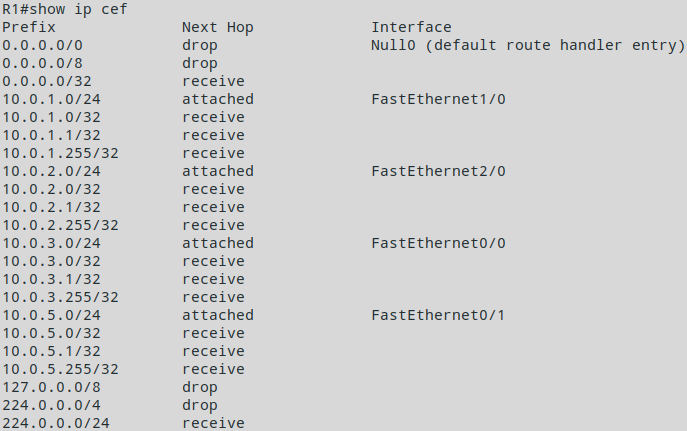 R1#show ip cef
Prefix Next Hop Interface
0.0.0.0/0 drop Null0 (default route handler entry)
0.0.0.0/8 drop
0.0.0.0/32 receive
10.0.1.0/24 attached FastEthernet1/0
10.0.1.0/32 receive
10.0.1.1/32 receive
10.0.1.255/32 receive
10.0.2.0/24 attached FastEthernet2/0
10.0.2.0/32 receive
10.0.2.1/32 receive
10.0.2.255/32 receive
10.0.3.0/24 attached FastEthernet0/0
10.0.3.0/32 receive
10.0.3.1/32 receive
10.0.3.255/32 receive
10.0.5.0/24 attached FastEthernet0/1
10.0.5.0/32 receive
10.0.5.1/32 receive
10.0.5.255/32 receive
127.0.0.0/8 drop
224.0.0.0/4 drop
224.0.0.0/24 receive